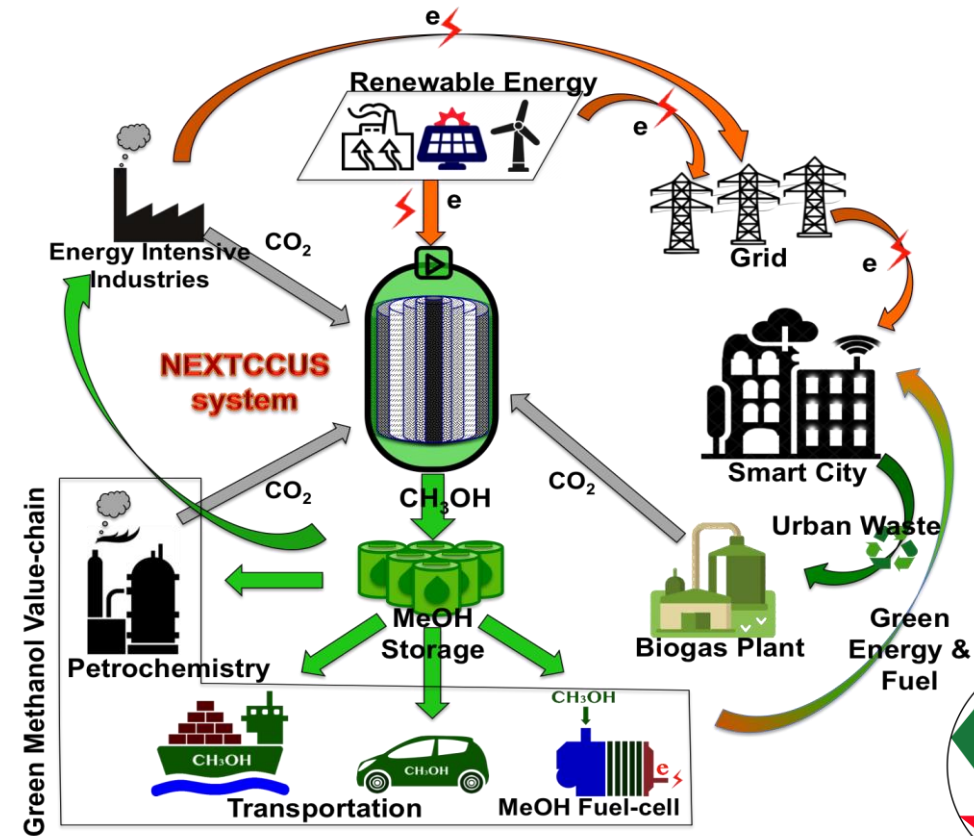 e
Renewable Energy
e
e
CO₂
Energy Intensive
Industries
Grid
e
NEXTCCUS
system
Smart City
CO₂
CH₃OH
CO₂
Urban Waste
MeOH
Storage
Petrochemistry
Biogas Plant
Green
Energy &
Fuel
Green Methanol Value-chain
CH₃OH
CH₃OH
CH₃OH
e
Transportation
MeOH Fuel-cell